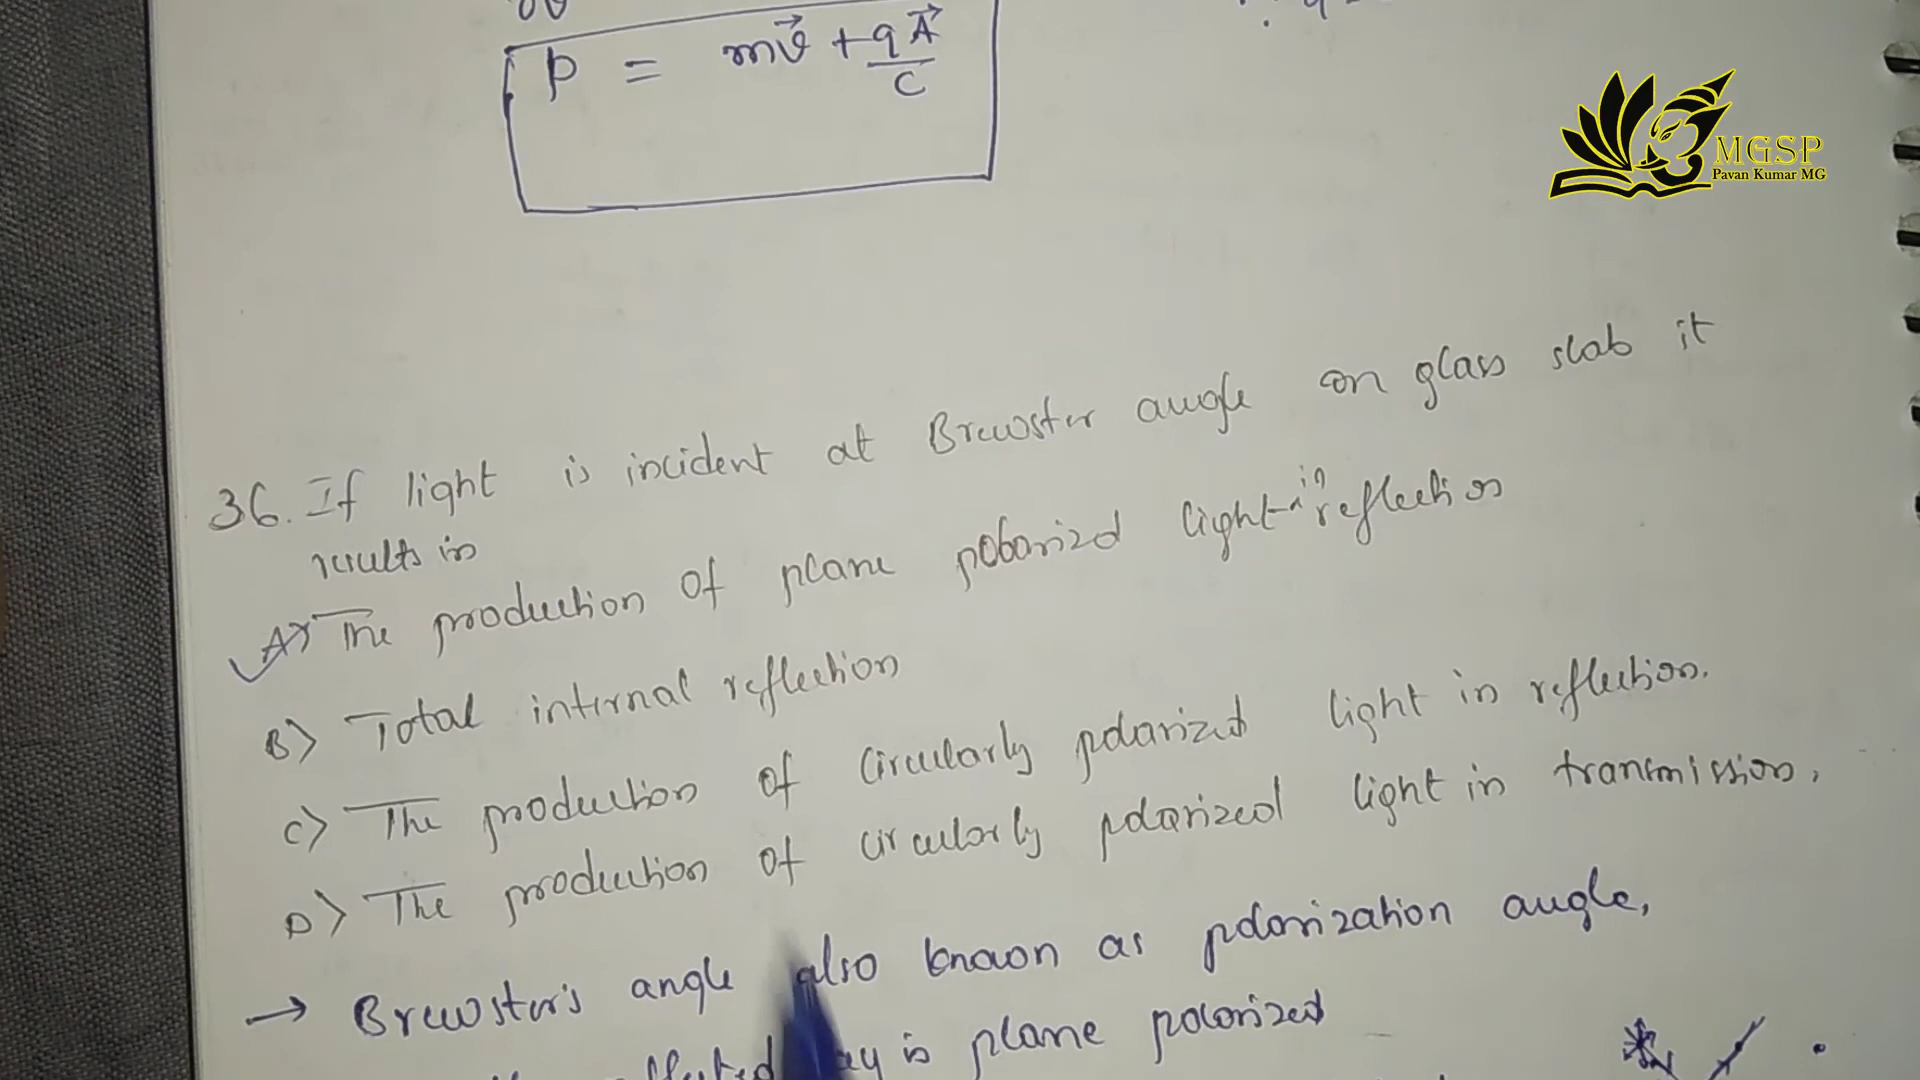 p = mv⃗ + qA⃗/c
MGSP
Pavan Kumar MG
36. If light is incident at Brewster angle on glass slab it
results in
A) The production of plane polarized light in reflection
B) Total internal reflection
C) The production of circularly polarized light in reflection.
D) The production of circularly polarized light in transmission.
→ Brewster's angle also known as polarization angle,
is plane polarized